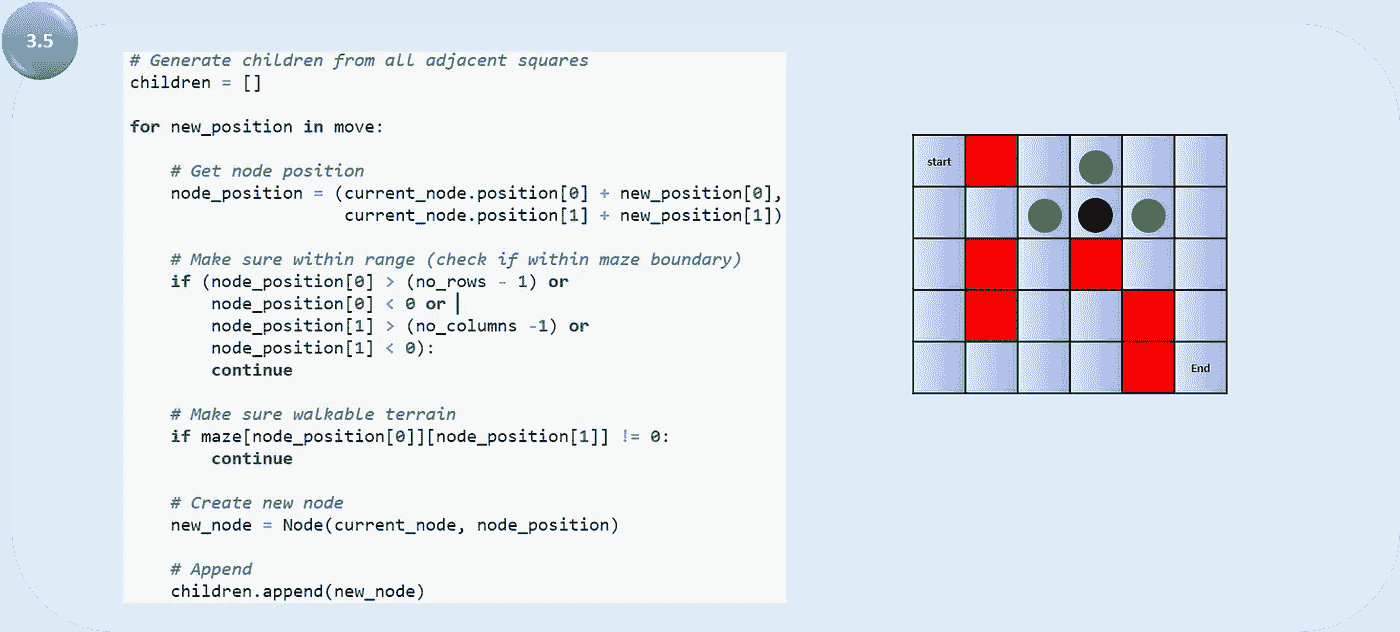 3.5
# Generate children from all adjacent squares
children = []
for new_position in move:
# Get node position
node_position = (current_node.position[0] + new_position[0],
current_node.position[1] + new_position[1])
# Make sure within range (check if within maze boundary)
if (node_position[0] > (no_rows - 1) or
node_position[0] < 0 or
node_position[1] > (no_columns -1) or
node_position[1] < 0):
continue
# Make sure walkable terrain
if maze[node_position[0]][node_position[1]] != 0:
continue
# Create new node
new_node = Node(current_node, node_position)
# Append
children.append(new_node)
start
End